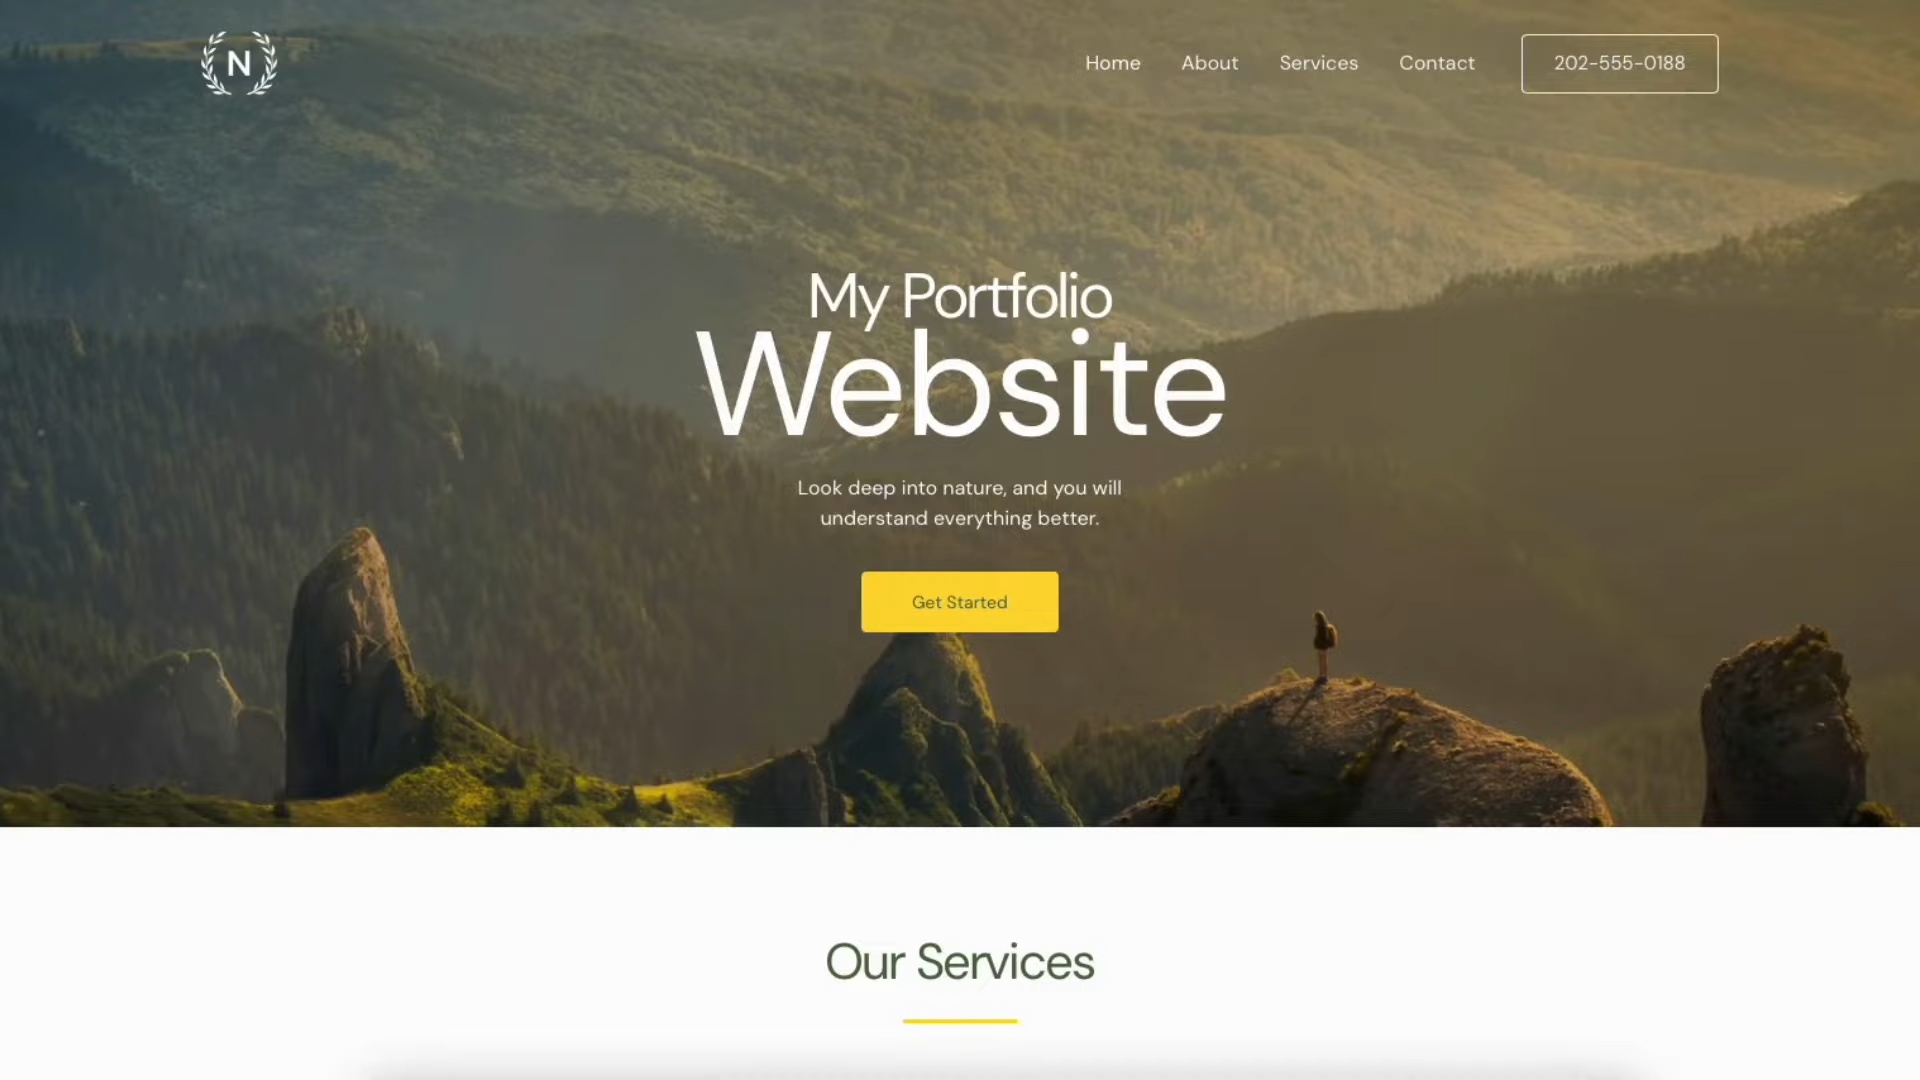 N
Home About Services Contact 202-555-0188
My Portfolio
Website
Look deep into nature, and you will
understand everything better.
Get Started
Our Services